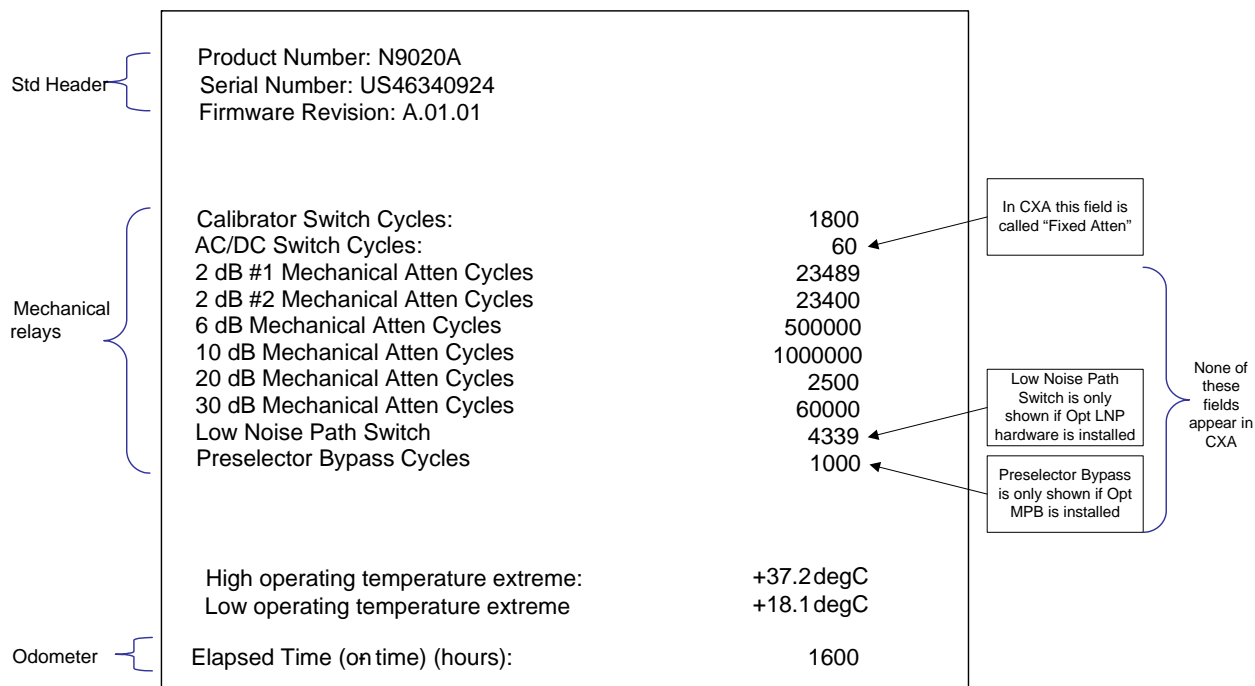 Std Header
Product Number: N9020A
Serial Number: US46340924
Firmware Revision: A.01.01
Mechanical
relays
Calibrator Switch Cycles: 1800
AC/DC Switch Cycles: 60
2 dB #1 Mechanical Atten Cycles 23489
2 dB #2 Mechanical Atten Cycles 23400
6 dB Mechanical Atten Cycles 500000
10 dB Mechanical Atten Cycles 1000000
20 dB Mechanical Atten Cycles 2500
30 dB Mechanical Atten Cycles 60000
Low Noise Path Switch 4339
Preselector Bypass Cycles 1000
In CXA this field is
called “Fixed Atten”
Low Noise Path
Switch is only
shown if Opt LNP
hardware is installed
Preselector Bypass
is only shown if Opt
MPB is installed
None of
these
fields
appear in
CXA
High operating temperature extreme: +37.2degC
Low operating temperature extreme +18.1degC
Odometer
Elapsed Time (on-time) (hours): 1600